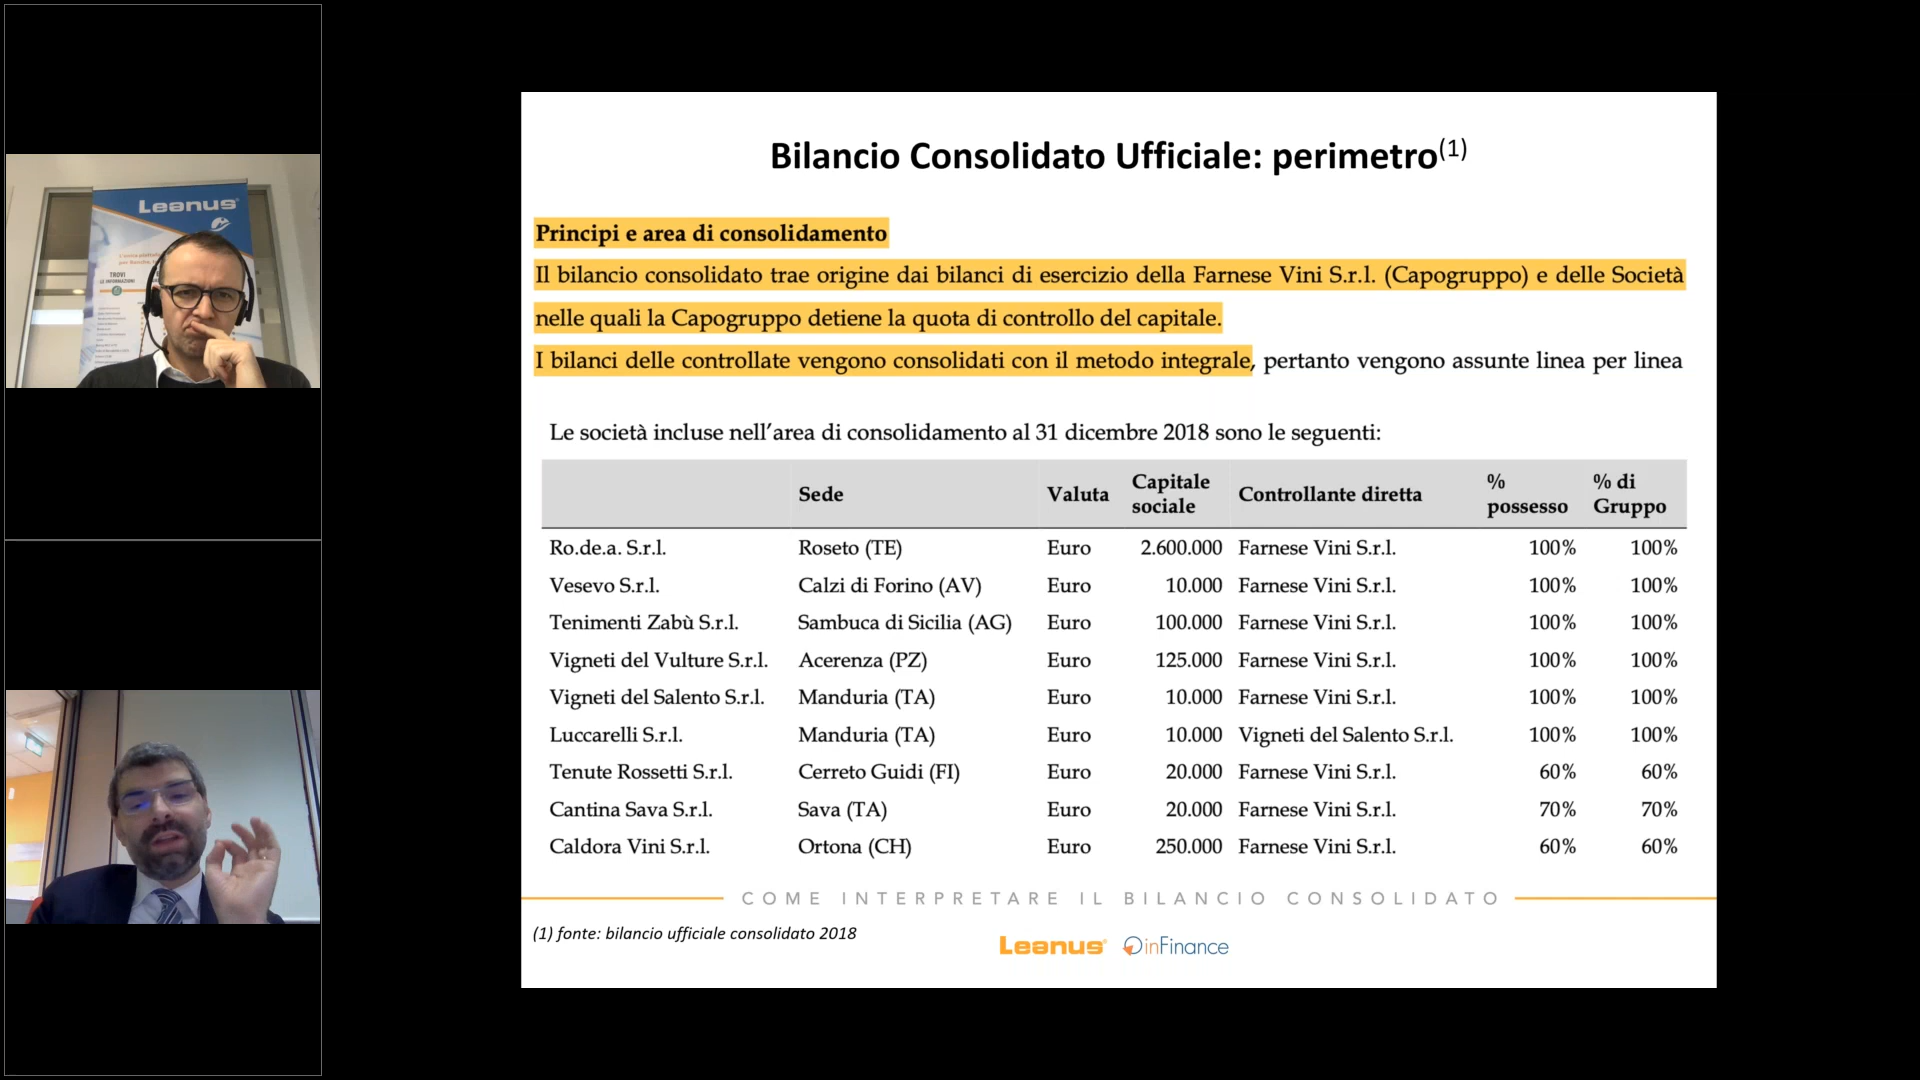 Leanus
TROVI
LE INFORMAZIONI
Bilancio Consolidato Ufficiale: perimetro(1)
Principi e area di consolidamento
Il bilancio consolidato trae origine dai bilanci di esercizio della Farnese Vini S.r.l. (Capogruppo) e delle Società
nelle quali la Capogruppo detiene la quota di controllo del capitale.
I bilanci delle controllate vengono consolidati con il metodo integrale, pertanto vengono assunte linea per linea
Le società incluse nell'area di consolidamento al 31 dicembre 2018 sono le seguenti:
Sede Valuta Capitale sociale Controllante diretta % possesso % di Gruppo
Ro.de.a. S.r.l. Roseto (TE) Euro 2.600.000 Farnese Vini S.r.l. 100% 100%
Vesevo S.r.l. Calzi di Forino (AV) Euro 10.000 Farnese Vini S.r.l. 100% 100%
Tenimenti Zabù S.r.l. Sambuca di Sicilia (AG) Euro 100.000 Farnese Vini S.r.l. 100% 100%
Vigneti del Vulture S.r.l. Acerenza (PZ) Euro 125.000 Farnese Vini S.r.l. 100% 100%
Vigneti del Salento S.r.l. Manduria (TA) Euro 10.000 Farnese Vini S.r.l. 100% 100%
Luccarelli S.r.l. Manduria (TA) Euro 10.000 Vigneti del Salento S.r.l. 100% 100%
Tenute Rossetti S.r.l. Cerreto Guidi (FI) Euro 20.000 Farnese Vini S.r.l. 60% 60%
Cantina Sava S.r.l. Sava (TA) Euro 20.000 Farnese Vini S.r.l. 70% 70%
Caldora Vini S.r.l. Ortona (CH) Euro 250.000 Farnese Vini S.r.l. 60% 60%
COME INTERPRETARE IL BILANCIO CONSOLIDATO
(1) fonte: bilancio ufficiale consolidato 2018
Leanus inFinance